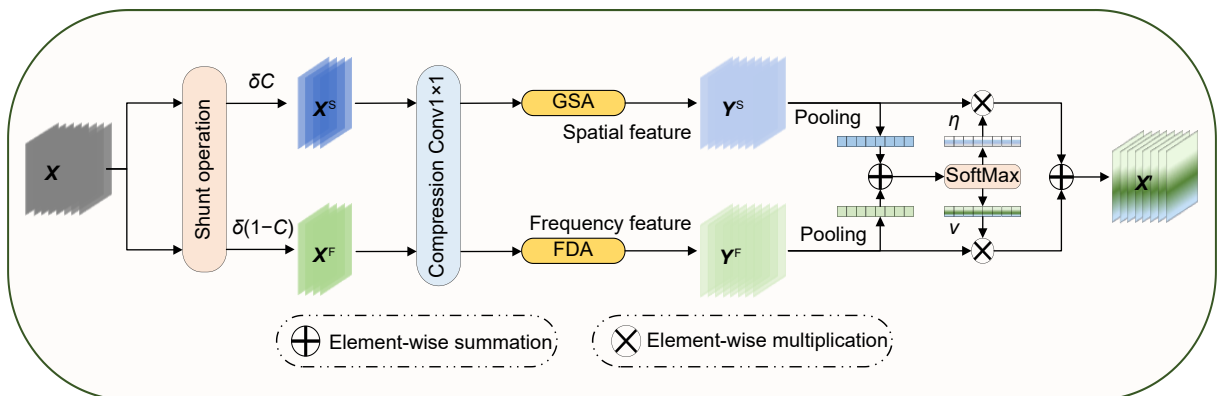 X
Shunt operation
δC
δ(1−C)
X^S
X^F
Compression Conv1×1
GSA
Spatial feature
Frequency feature
FDA
Y^S
Y^F
Pooling
Pooling
η
SoftMax
v
X′
Element-wise summation
Element-wise multiplication